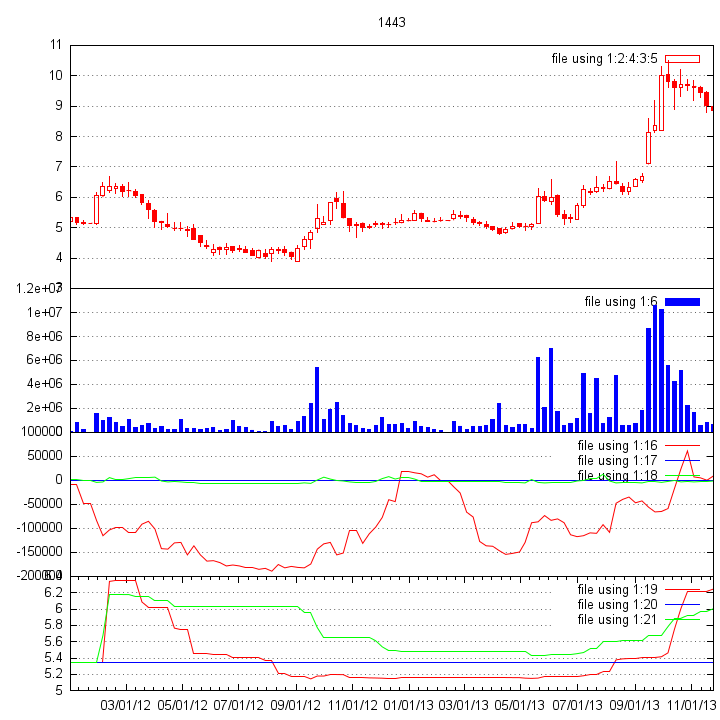 1443
11
file using 1:2:4:3:5
10
9
8
7
6
5
4
3
1.2e+07
file using 1:6
1e+07
8e+06
6e+06
4e+06
2e+06
100000
file using 1:16
50000
file using 1:17
file using 1:18
0
-50000
-100000
-150000
-200000
file using 1:19
6.2
file using 1:20
6
file using 1:21
5.8
5.6
5.4
5.2
5
03/01/12 05/01/12 07/01/12 09/01/12 11/01/12 01/01/13 03/01/13 05/01/13 07/01/13 09/01/13 11/01/13